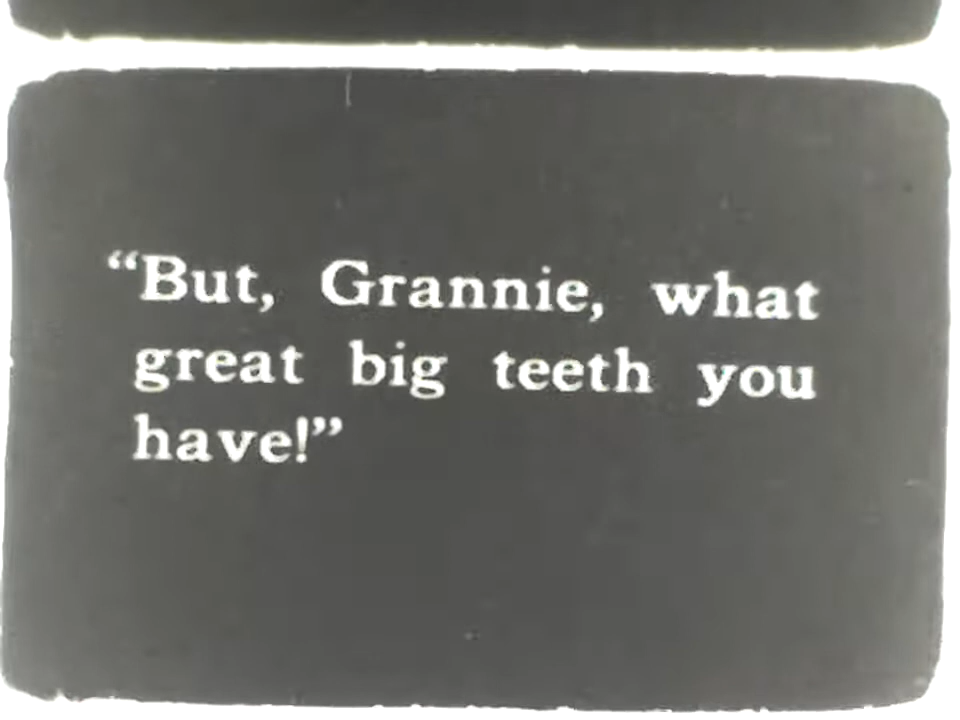 “But, Grannie, what
great big teeth you
have!”